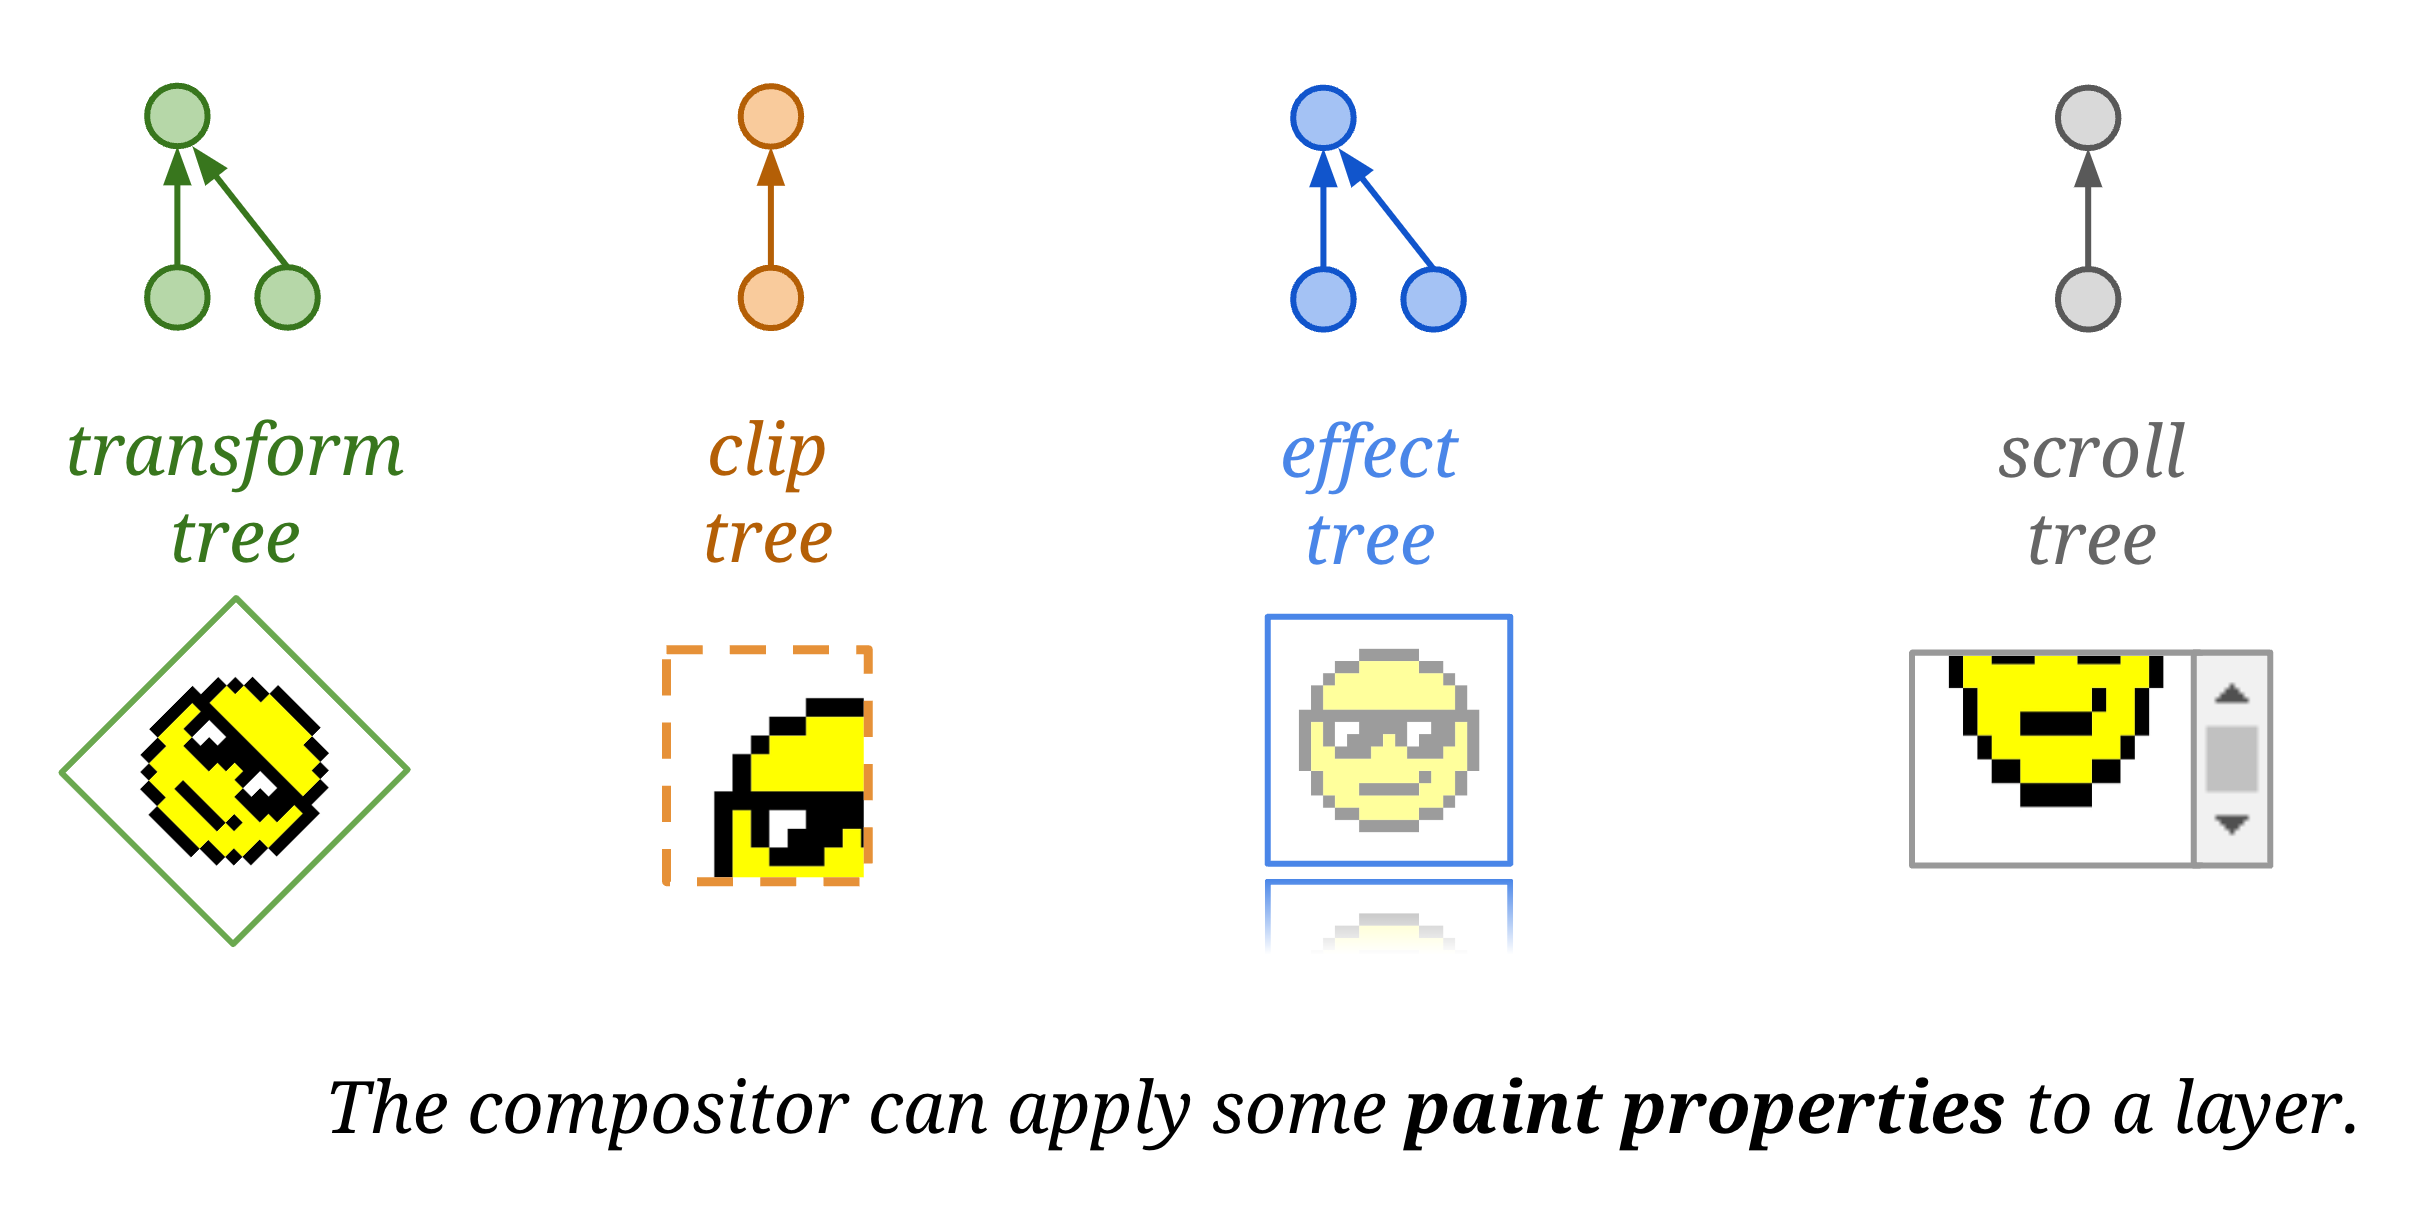 transform
tree
clip
tree
effect
tree
scroll
tree
The compositor can apply some paint properties to a layer.